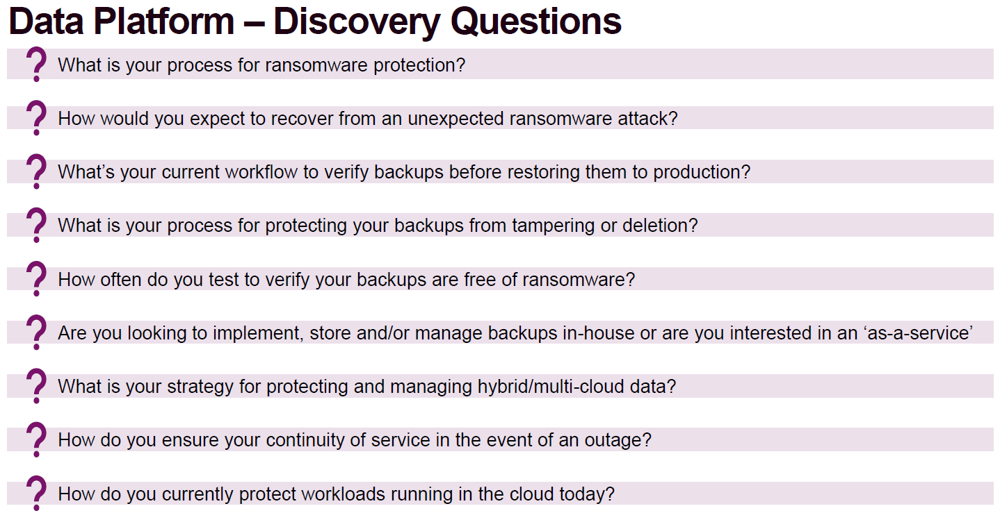 Data Platform – Discovery Questions
? What is your process for ransomware protection?
? How would you expect to recover from an unexpected ransomware attack?
? What’s your current workflow to verify backups before restoring them to production?
? What is your process for protecting your backups from tampering or deletion?
? How often do you test to verify your backups are free of ransomware?
? Are you looking to implement, store and/or manage backups in-house or are you interested in an ‘as-a-service’
? What is your strategy for protecting and managing hybrid/multi-cloud data?
? How do you ensure your continuity of service in the event of an outage?
? How do you currently protect workloads running in the cloud today?